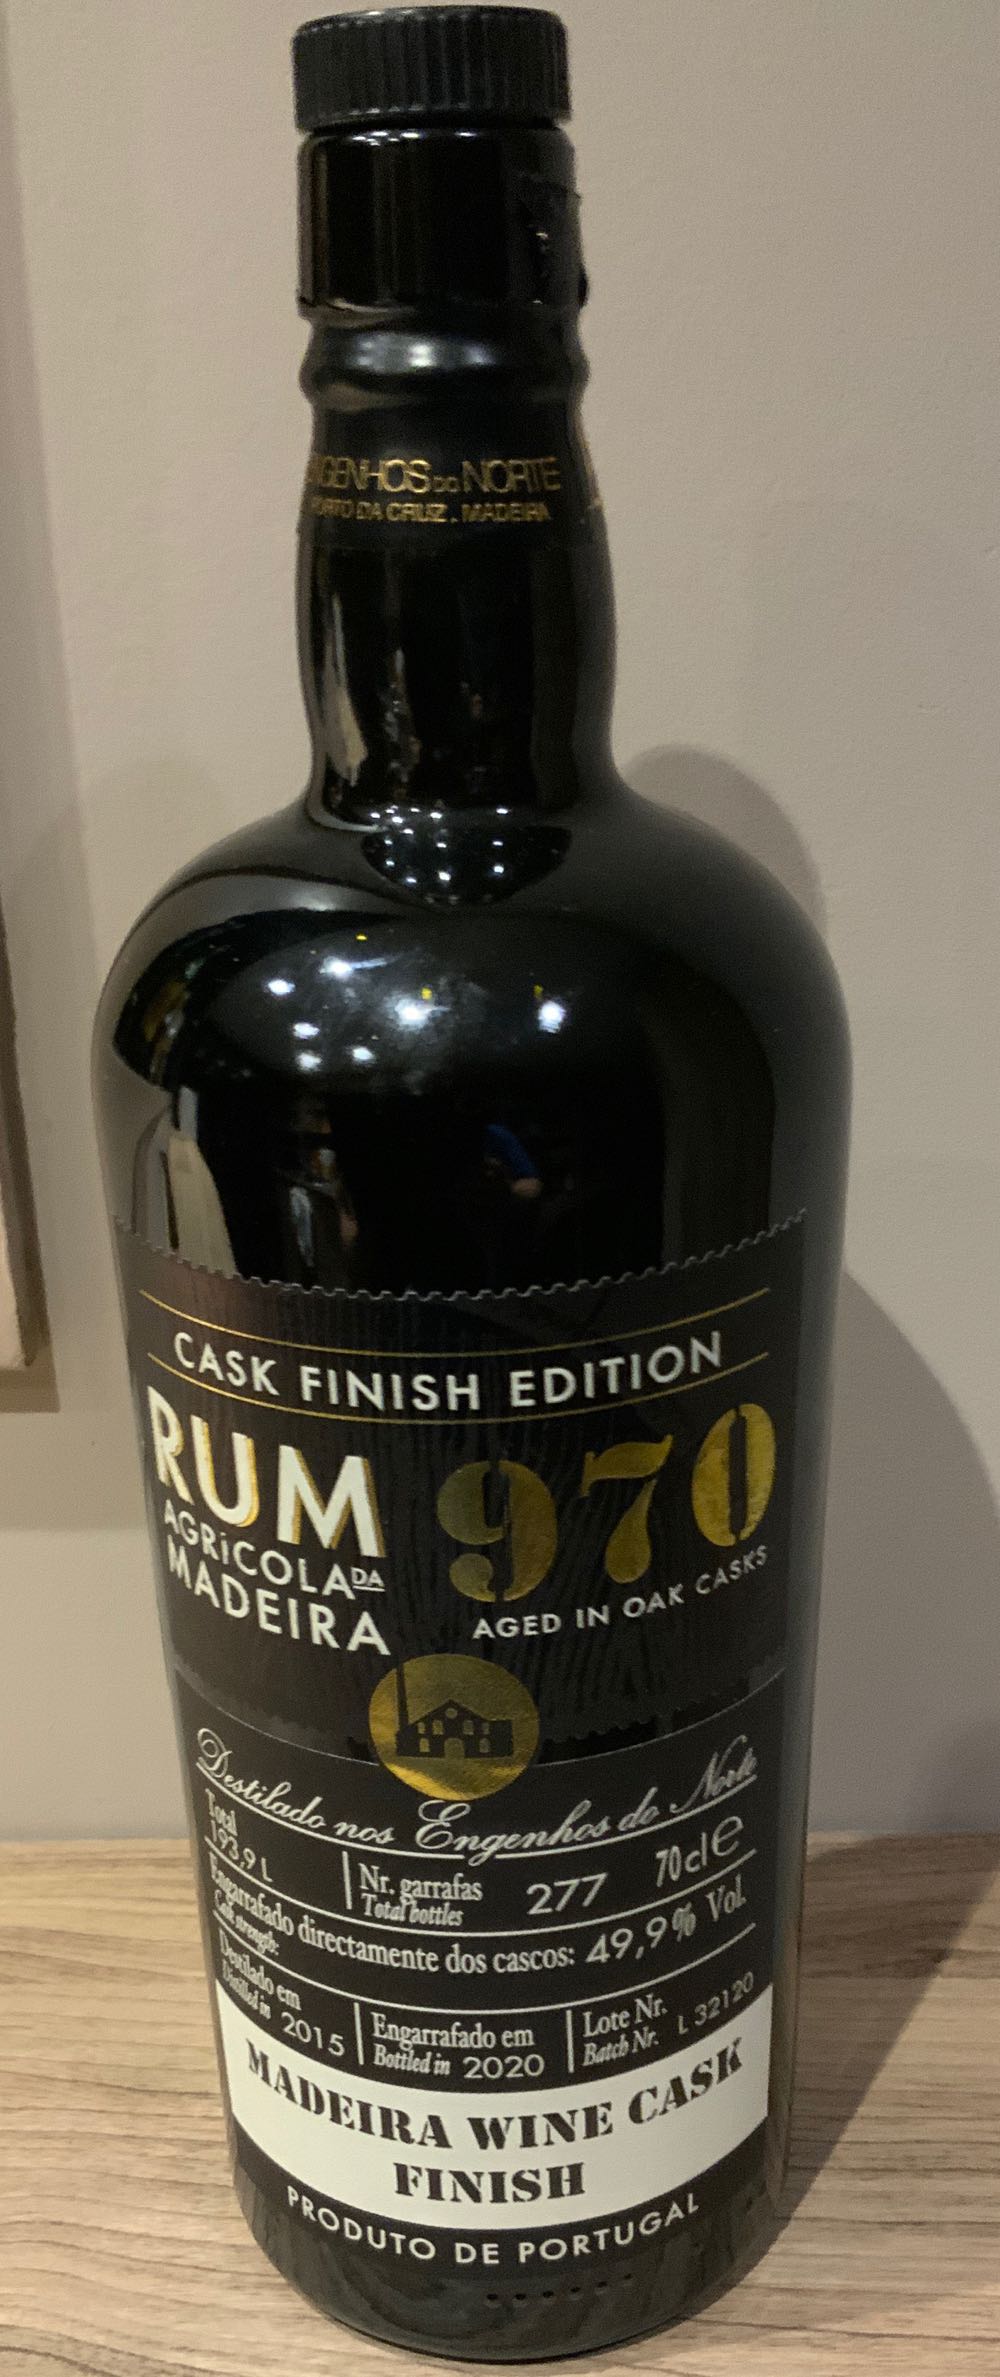 ENGENHOS DO NORTE
PORTO DA CRUZ . MADEIRA
CASK FINISH EDITION
RUM
AGRÍCOLA DA
MADEIRA
970
AGED IN OAK CASKS
Destilado nos Engenhos do Norte
Total
193,9 L
Nr. garrafas
Total bottles
277
70 cl e
Engarrafado directamente dos cascos: 49,9% Vol.
Cask strength:
Destilado em
Distilled in 2015
Engarrafado em
Bottled in 2020
Lote Nr.
Batch Nr. L 32120
MADEIRA WINE CASK
FINISH
PRODUTO DE PORTUGAL